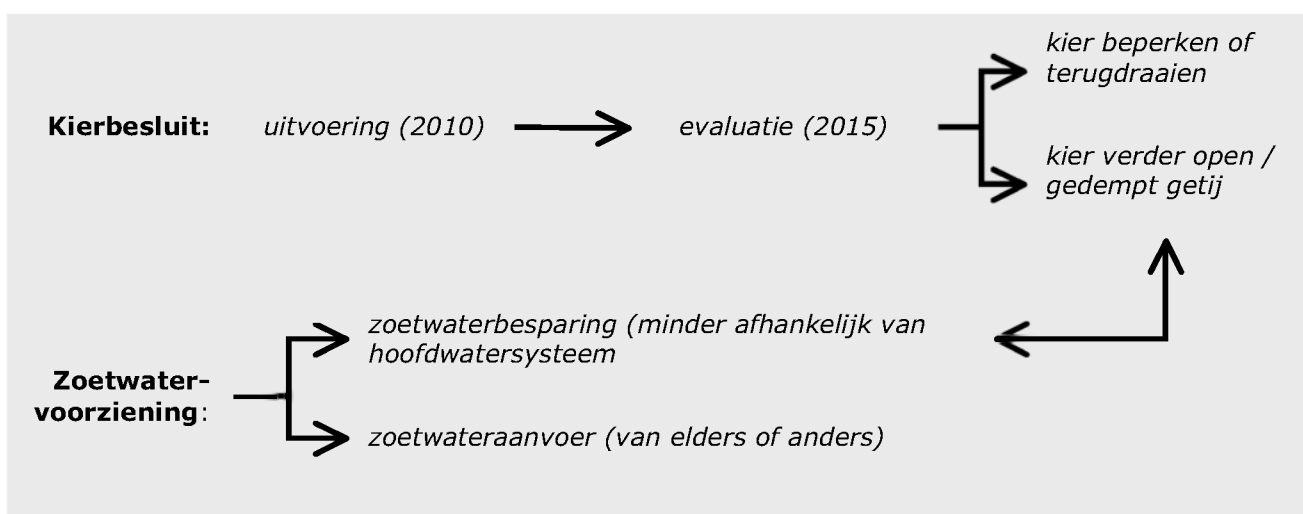 kier beperken of
terugdraaien
Kierbesluit: uitvoering (2010) evaluatie (2015)
kier verder open /
gedempt getij
zoetwaterbesparing (minder afhankelijk van
hoofdwatersysteem
Zoetwater-
voorziening:
zoetwateraanvoer (van elders of anders)